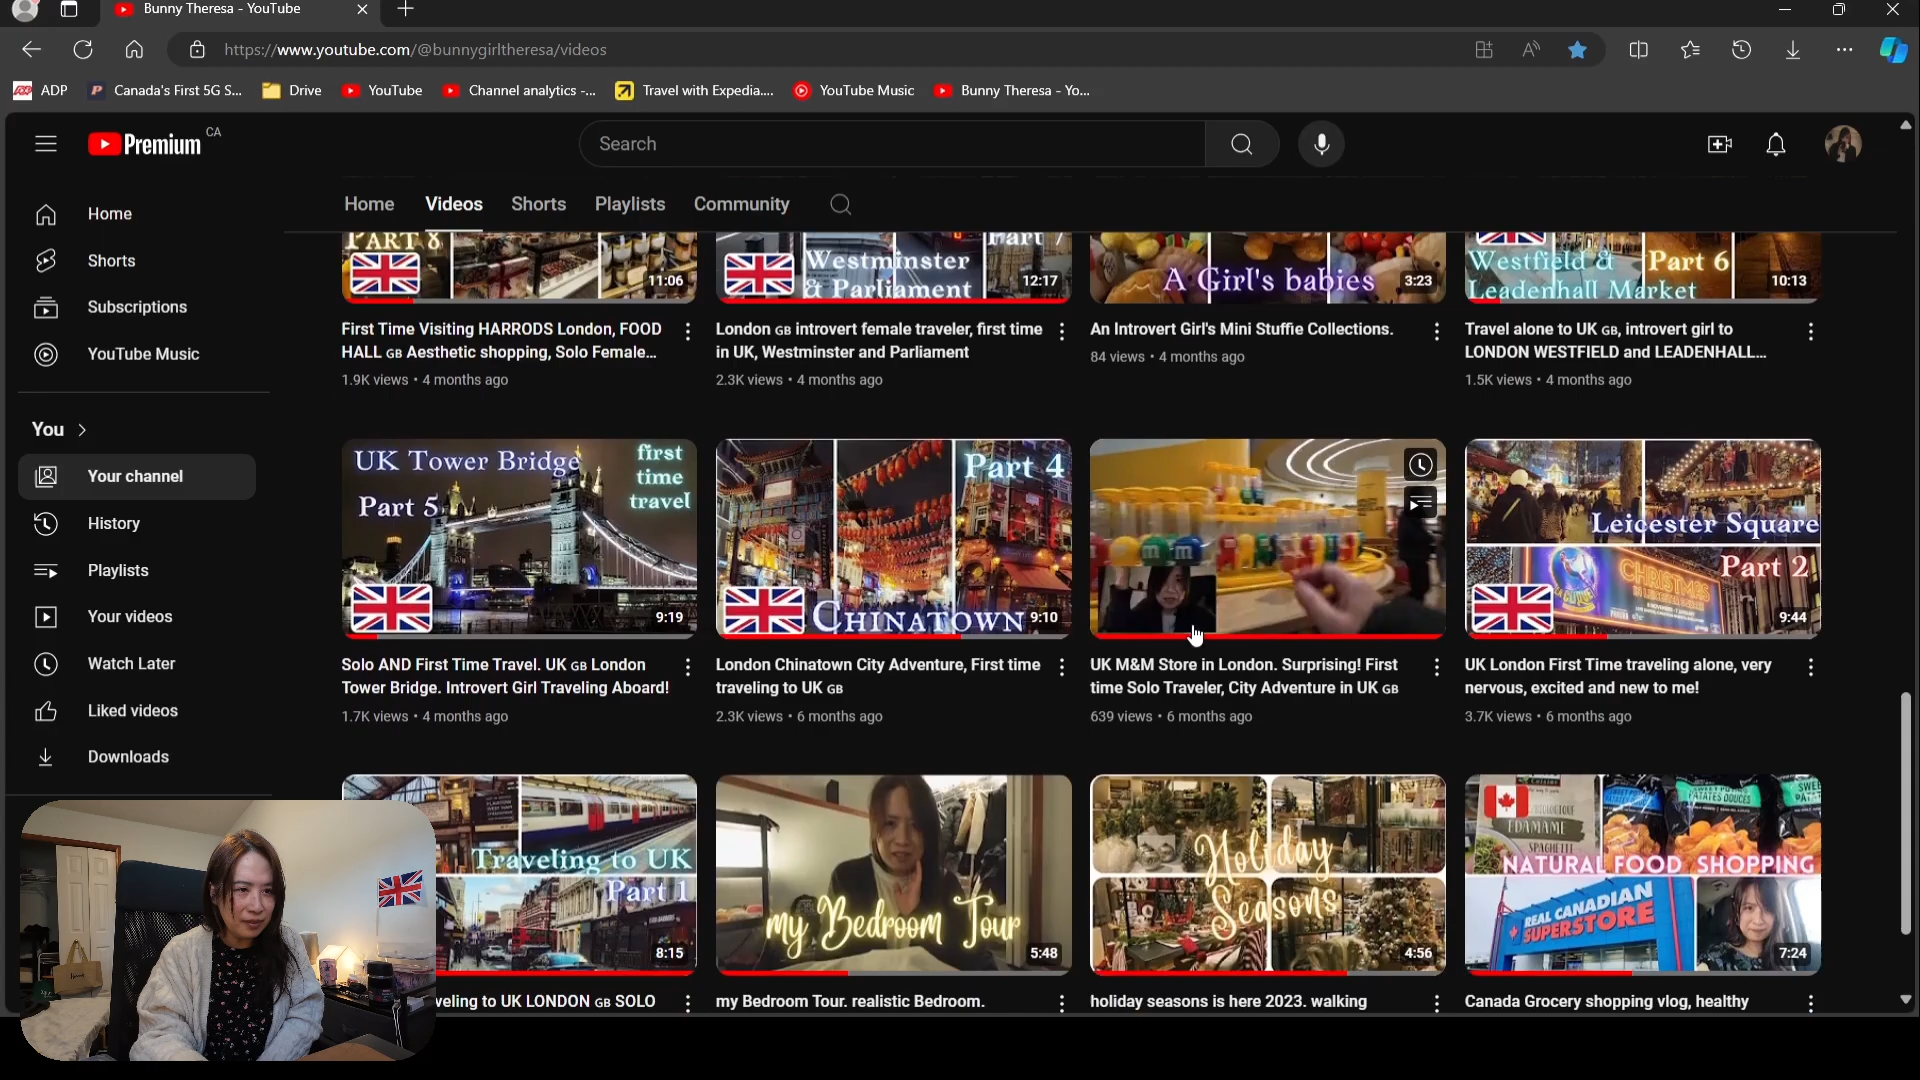 Bunny Theresa - YouTube
https://www.youtube.com/@bunnygirltheresa/videos
ADP
Canada's First 5G S...
Drive
YouTube
Channel analytics -...
Travel with Expedia....
YouTube Music
Bunny Theresa - Yo...
Premium CA
Search
Home
Shorts
Subscriptions
YouTube Music
You
Your channel
History
Playlists
Your videos
Watch Later
Liked videos
Downloads
Home
Videos
Shorts
Playlists
Community
PART 8
11:06
First Time Visiting HARRODS London, FOOD
HALL GB Aesthetic shopping, Solo Female...
1.9K views • 4 months ago
Part 7
Westminster
& Parliament
12:17
London GB introvert female traveler, first time
in UK, Westminster and Parliament
2.3K views • 4 months ago
A Girl's babies
3:23
An Introvert Girl's Mini Stuffie Collections.
84 views • 4 months ago
Westfield &
Leadenhall Market
Part 6
10:13
Travel alone to UK GB, introvert girl to
LONDON WESTFIELD and LEADENHALL...
1.5K views • 4 months ago
UK Tower Bridge
Part 5
first
time
travel
9:19
Solo AND First Time Travel. UK GB London
Tower Bridge. Introvert Girl Traveling Aboard!
1.7K views • 4 months ago
Part 4
CHINATOWN
9:10
London Chinatown City Adventure, First time
traveling to UK GB
2.3K views • 6 months ago
m m
UK M&M Store in London. Surprising! First
time Solo Traveler, City Adventure in UK GB
639 views • 6 months ago
Leicester Square
Part 2
CHRISTMAS
9:44
UK London First Time traveling alone, very
nervous, excited and new to me!
3.7K views • 6 months ago
Traveling to UK
Part 1
8:15
veling to UK LONDON GB SOLO
my Bedroom Tour
5:48
my Bedroom Tour. realistic Bedroom.
Holiday
Seasons
4:56
holiday seasons is here 2023. walking
EDAMAME
SPAGHETTI
SWEET POT
PATATES DOUCES
NATURAL FOOD SHOPPING
REAL CANADIAN
SUPERSTORE
7:24
Canada Grocery shopping vlog, healthy